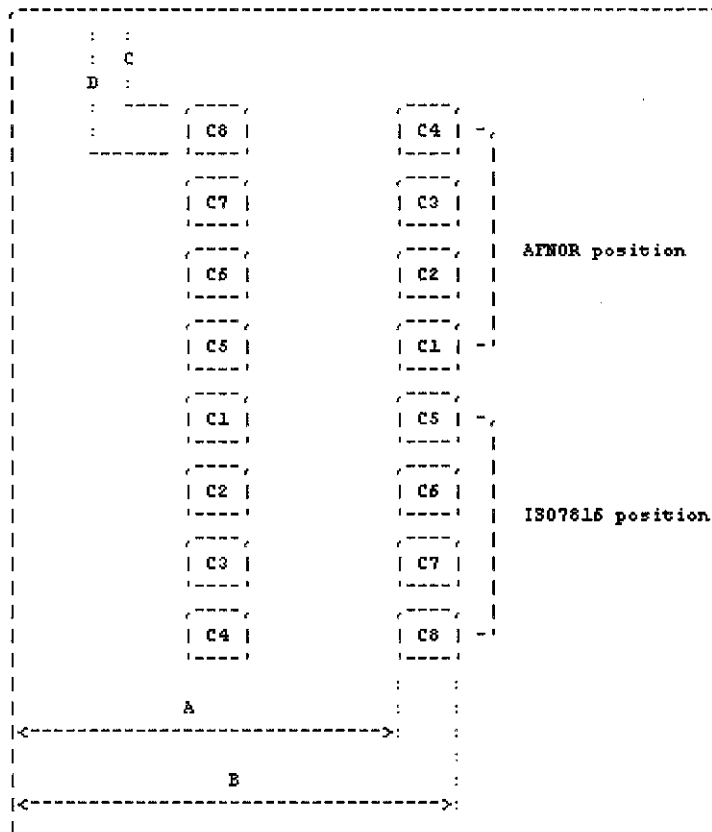 C
D
C8 C4
C7 C3
AFNOR position
C6 C2
C5 C1
C1 C5
C2 C6
ISO7816 position
C3 C7
C4 C8
A
B